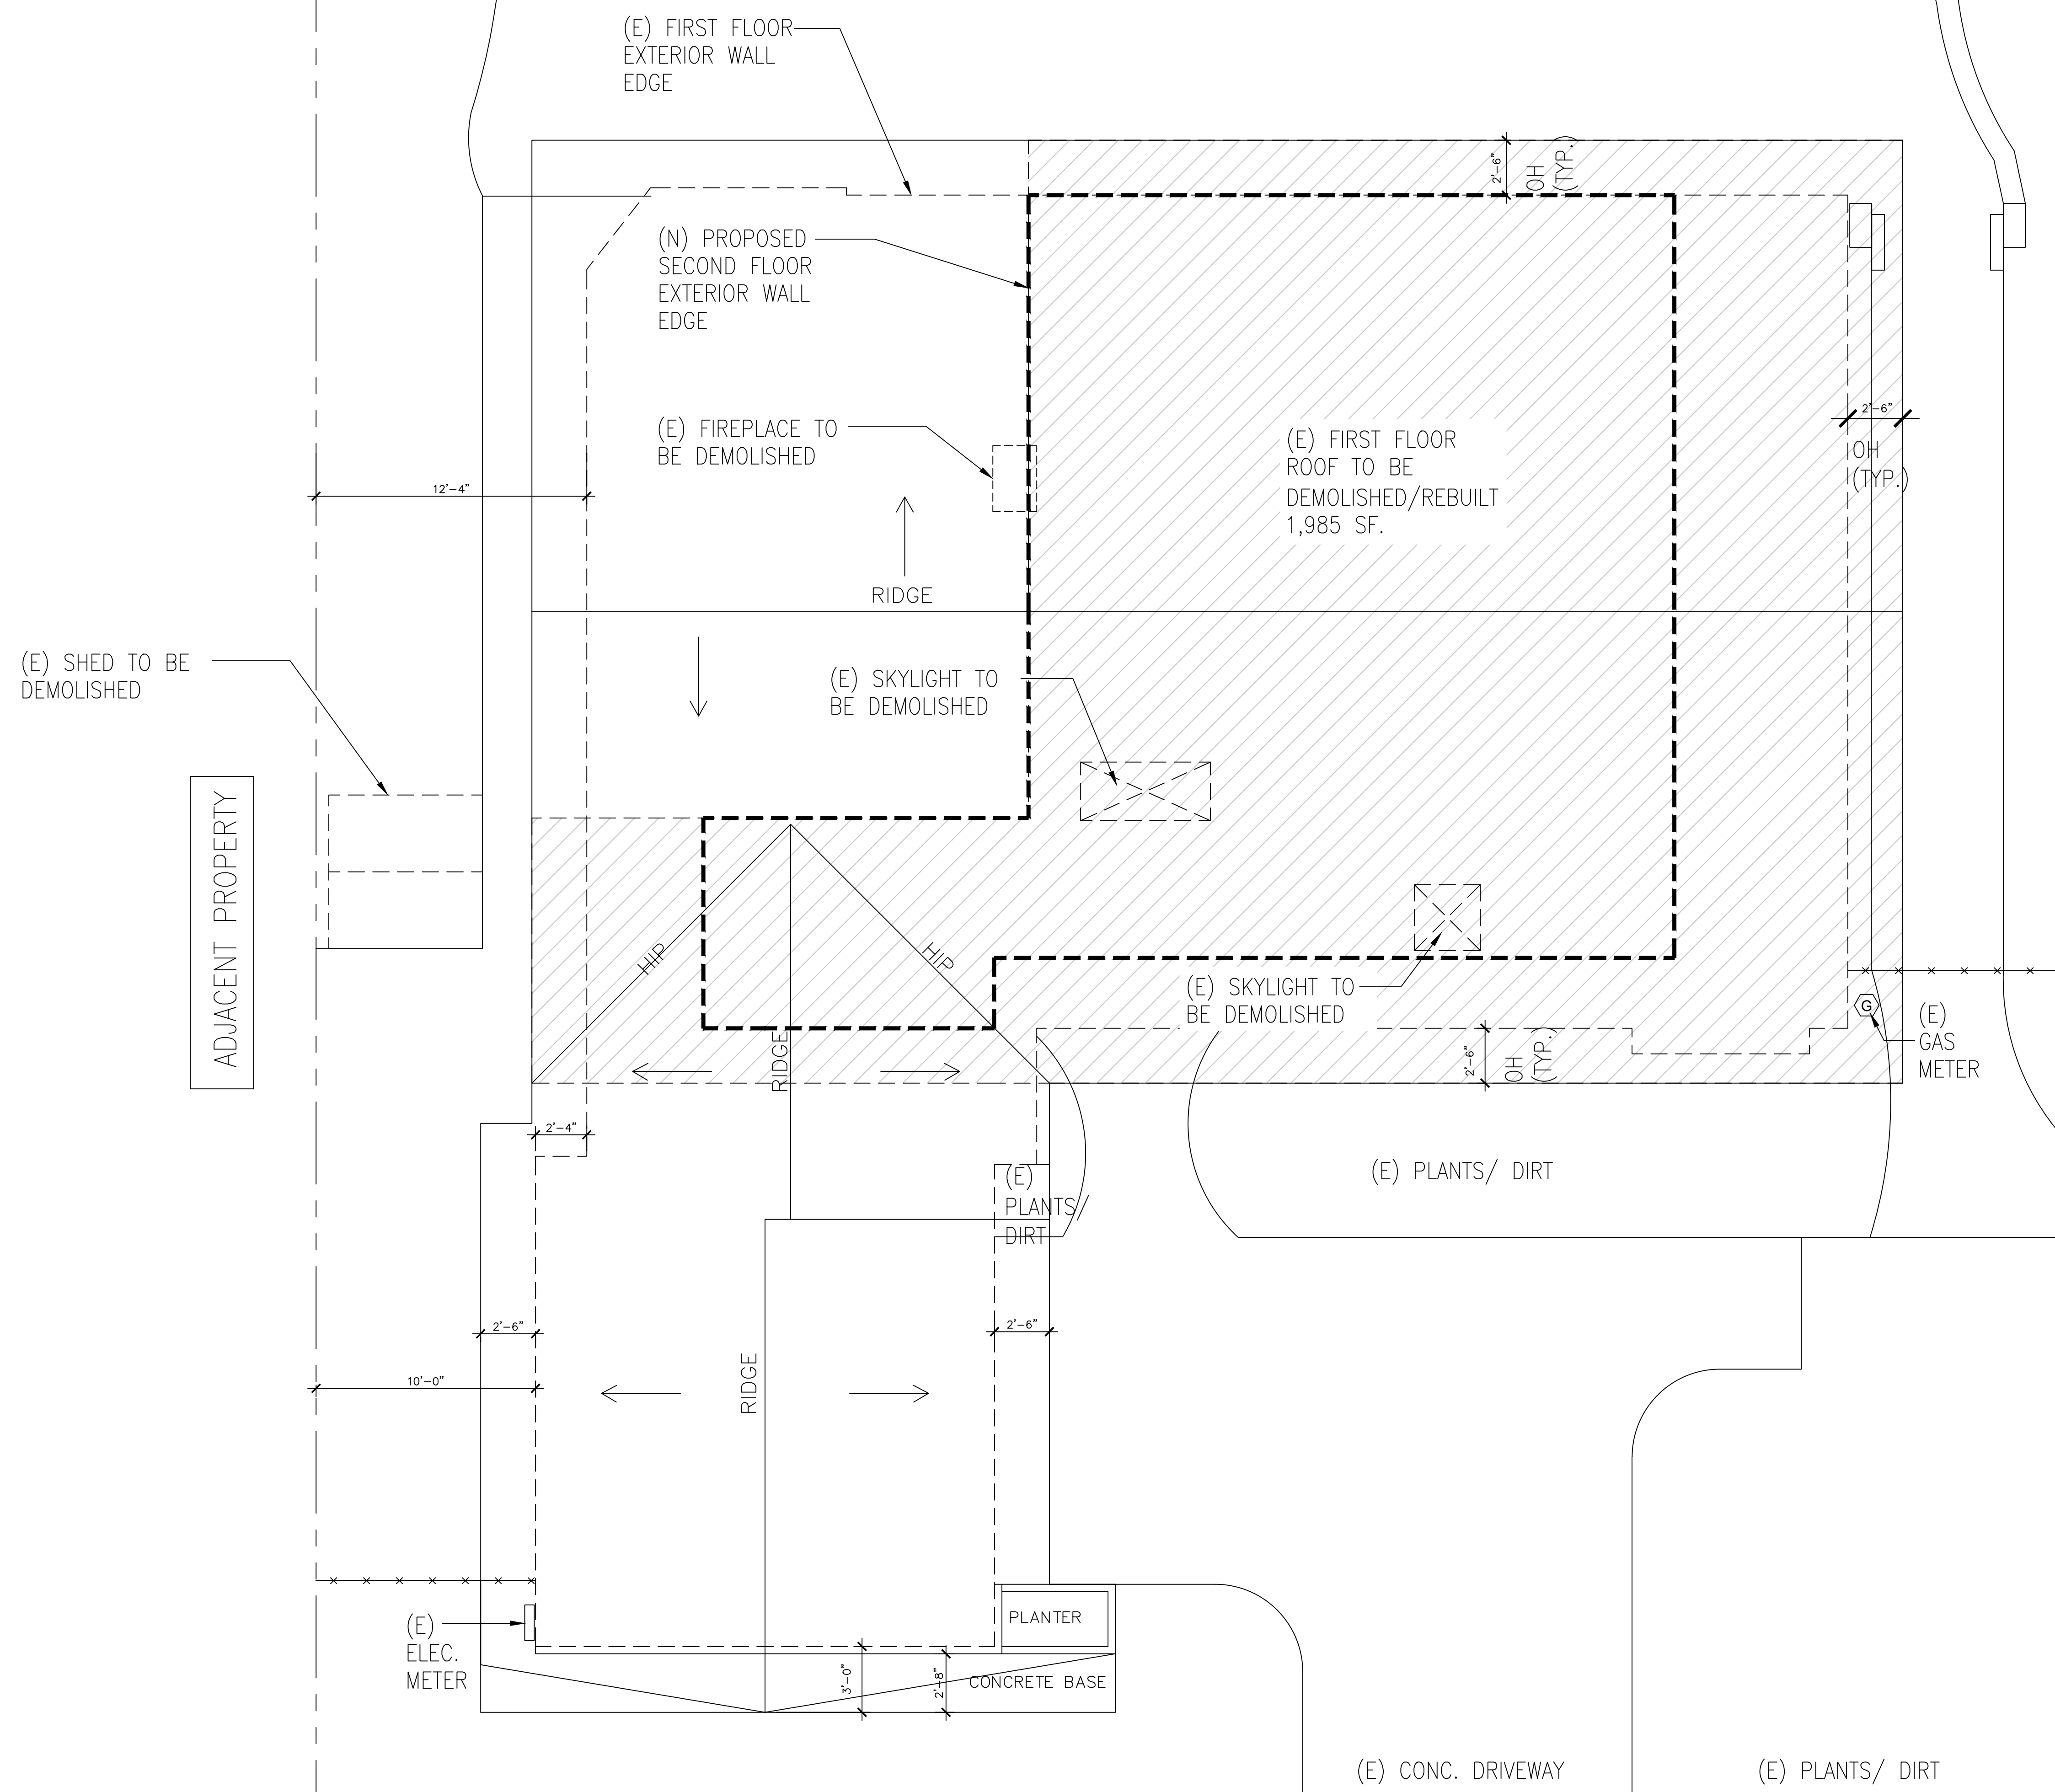 (E) FIRST FLOOR
EXTERIOR WALL
EDGE
2'-6"
OH
(TYP.)
(N) PROPOSED
SECOND FLOOR
EXTERIOR WALL
EDGE
(E) FIREPLACE TO
BE DEMOLISHED
(E) FIRST FLOOR
ROOF TO BE
DEMOLISHED/REBUILT
1,985 SF.
2'-6"
OH
(TYP.)
12'-4"
RIDGE
(E) SHED TO BE
DEMOLISHED
(E) SKYLIGHT TO
BE DEMOLISHED
ADJACENT PROPERTY
HIP
HIP
(E) SKYLIGHT TO
BE DEMOLISHED
G
(E)
GAS
METER
RIDGE
2'-6"
OH
(TYP.)
2'-4"
(E)
PLANTS/
DIRT
(E) PLANTS/ DIRT
2'-6"
2'-6"
10'-0"
RIDGE
(E)
ELEC.
METER
PLANTER
3'-0"
2'-8"
CONCRETE BASE
(E) CONC. DRIVEWAY
(E) PLANTS/ DIRT